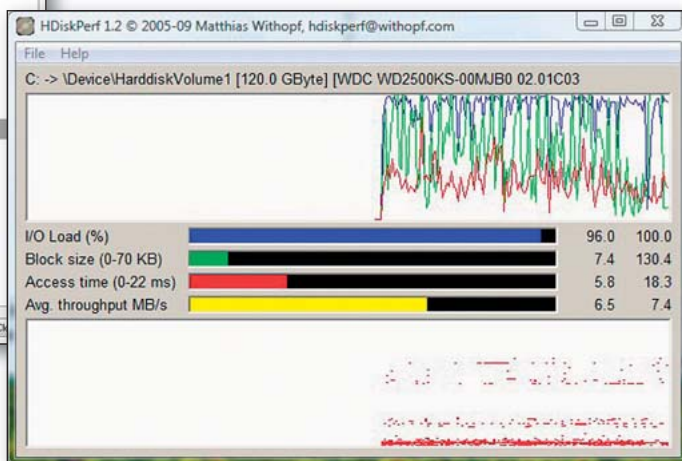 HDiskPerf 1.2 © 2005-09 Matthias Withopf, hdiskperf@withopf.com
File Help
C: -> \Device\HarddiskVolume1 [120.0 GByte] [WDC WD2500KS-00MJB0 02.01C03
I/O Load (%) 96.0 100.0
Block size (0-70 KB) 7.4 130.4
Access time (0-22 ms) 5.8 18.3
Avg. throughput MB/s 6.5 7.4